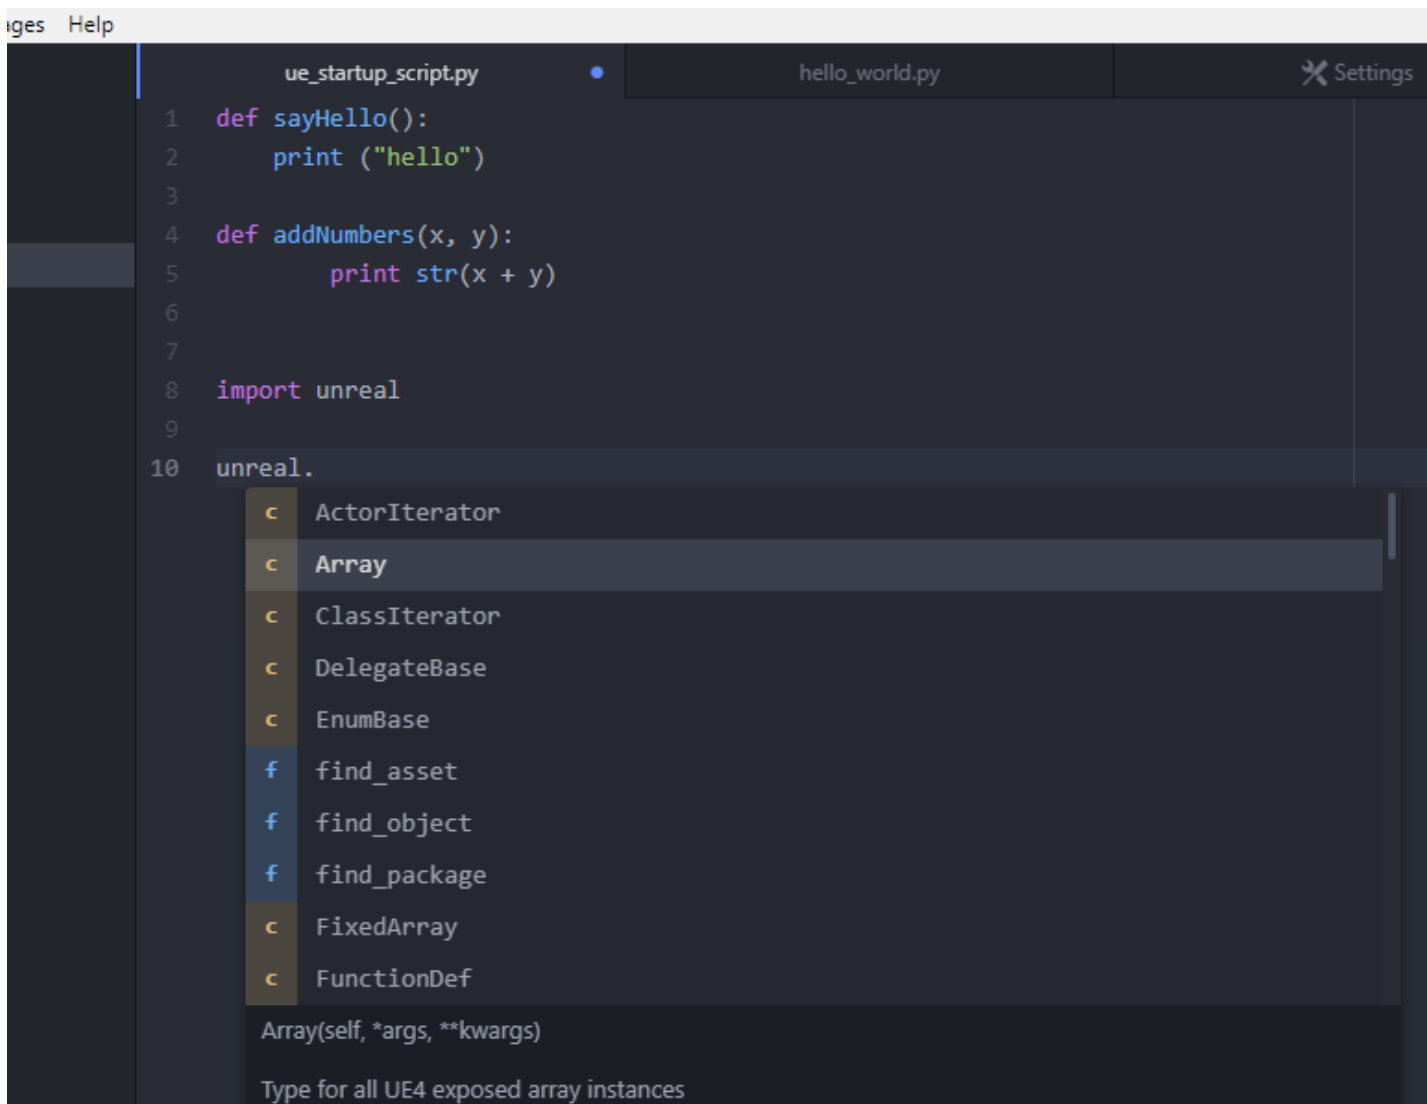 ages Help
ue_startup_script.py hello_world.py Settings
1 def sayHello():
2     print ("hello")
3
4 def addNumbers(x, y):
5         print str(x + y)
6
7
8 import unreal
9
10 unreal.
c ActorIterator
c Array
c ClassIterator
c DelegateBase
c EnumBase
f find_asset
f find_object
f find_package
c FixedArray
c FunctionDef
Array(self, *args, **kwargs)
Type for all UE4 exposed array instances